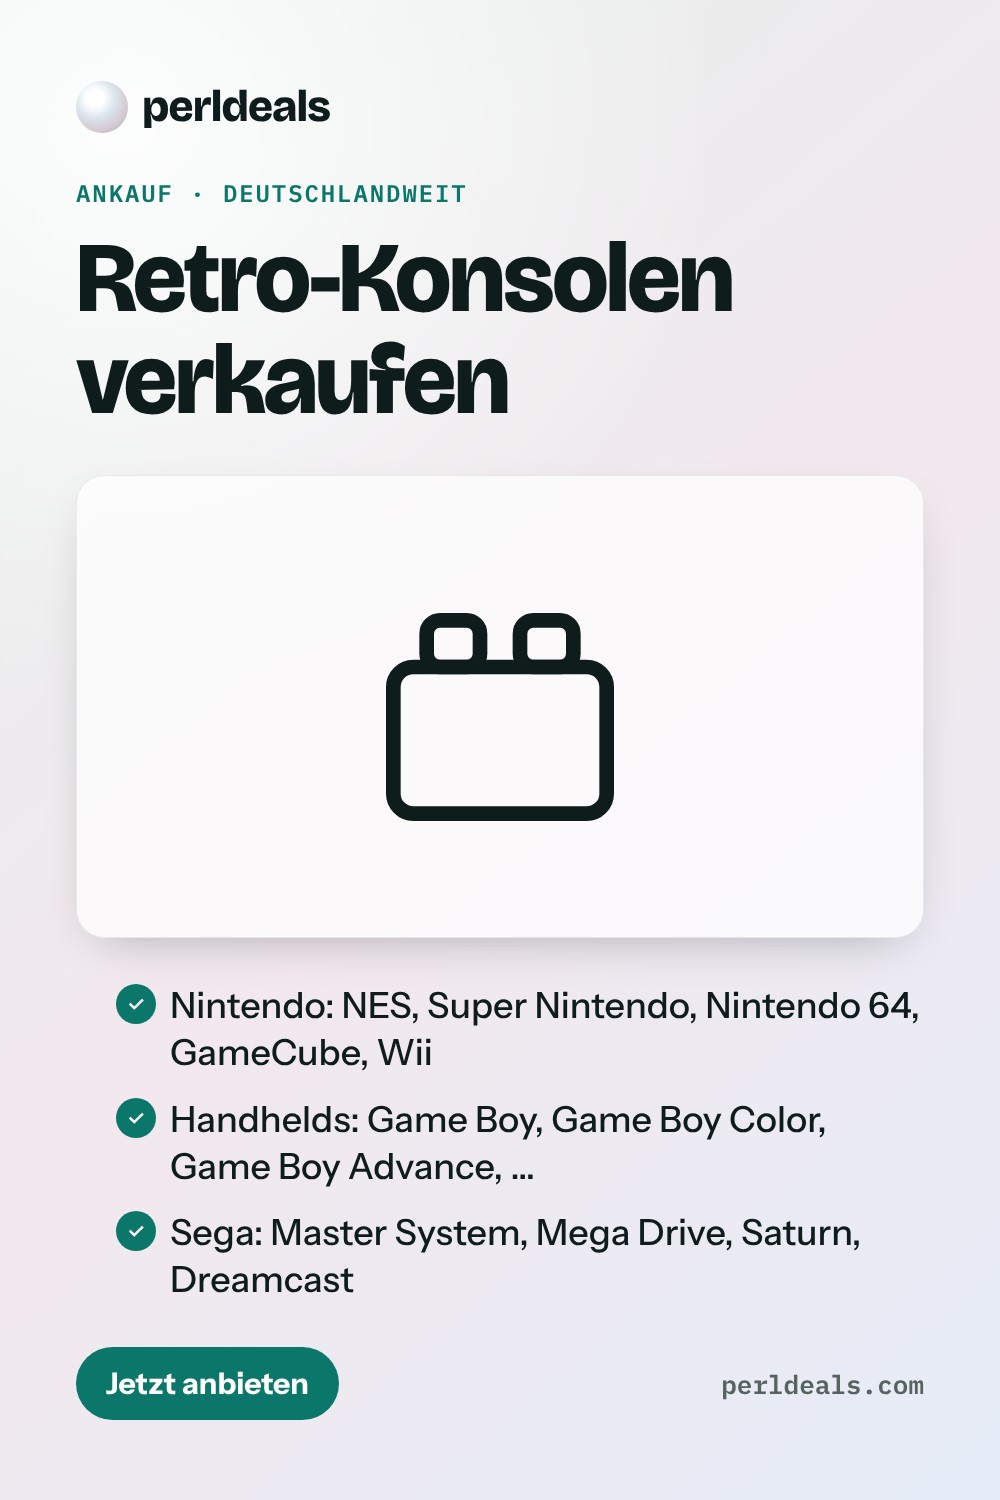 perldeals
ANKAUF · DEUTSCHLANDWEIT
Retro-Konsolen
verkaufen
Nintendo: NES, Super Nintendo, Nintendo 64,
GameCube, Wii
Handhelds: Game Boy, Game Boy Color,
Game Boy Advance, ...
Sega: Master System, Mega Drive, Saturn,
Dreamcast
Jetzt anbieten
perldeals.com